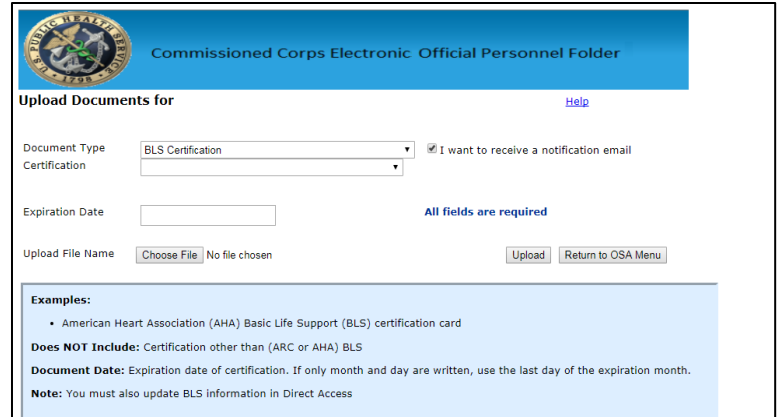 U.S. PUBLIC HEALTH SERVICE
1798
Commissioned Corps Electronic Official Personnel Folder
Upload Documents for
Help
Document Type
BLS Certification
I want to receive a notification email
Certification
Expiration Date
All fields are required
Upload File Name
Choose File No file chosen
Upload
Return to OSA Menu
Examples:
• American Heart Association (AHA) Basic Life Support (BLS) certification card
Does NOT Include: Certification other than (ARC or AHA) BLS
Document Date: Expiration date of certification. If only month and day are written, use the last day of the expiration month.
Note: You must also update BLS information in Direct Access